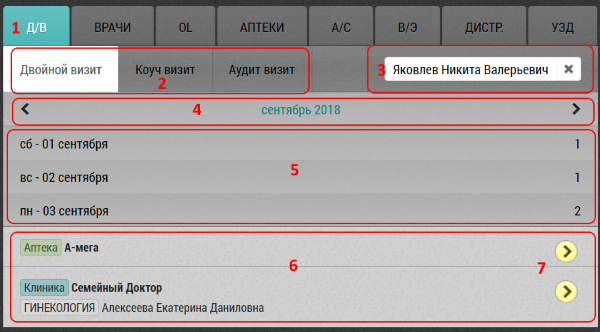 1 Д/В ВРАЧИ OL АПТЕКИ А/С В/Э ДИСТР. УЗД
Двойной визит Коуч визит Аудит визит 2 3 Яковлев Никита Валерьевич ×
4 сентябрь 2018
сб - 01 сентября 1
вс - 02 сентября 5 1
пн - 03 сентября 2
Аптека А-мега
6 7
Клиника Семейный Доктор
ГИНЕКОЛОГИЯ Алексеева Екатерина Даниловна